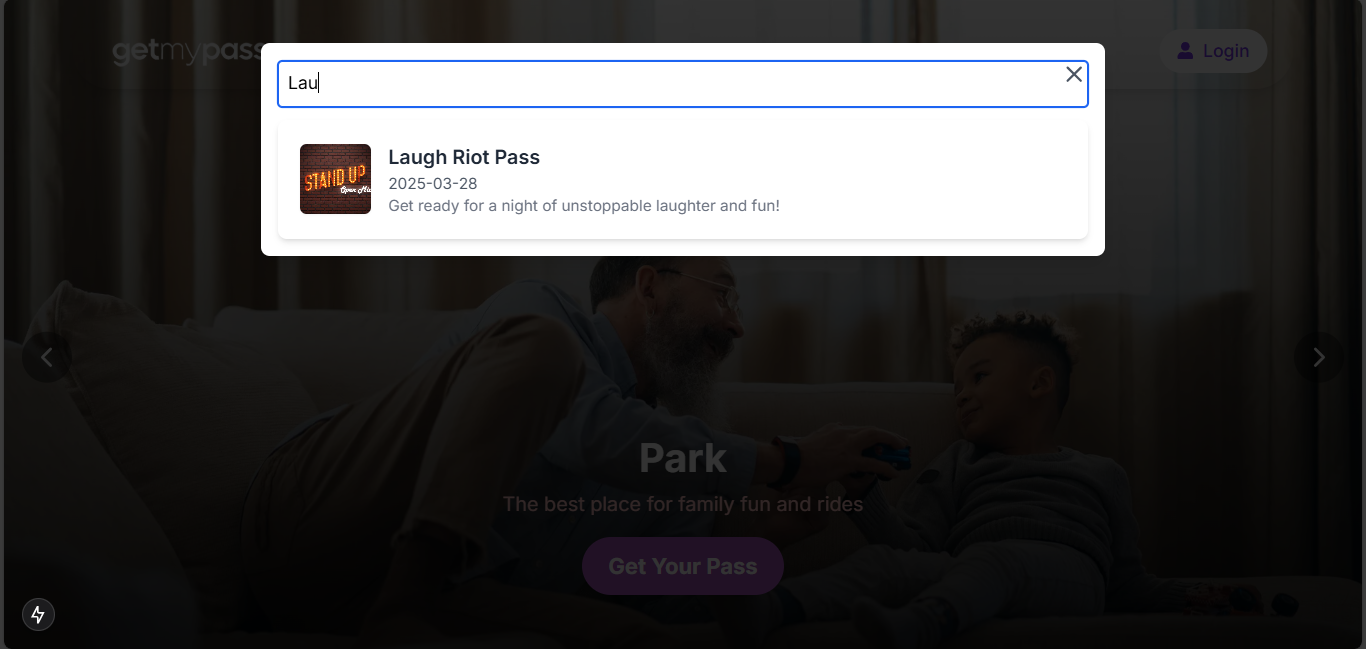 getmypass
Login
Lau
Laugh Riot Pass
2025-03-28
Get ready for a night of unstoppable laughter and fun!
STAND UP
Open Mic
Park
The best place for family fun and rides
Get Your Pass